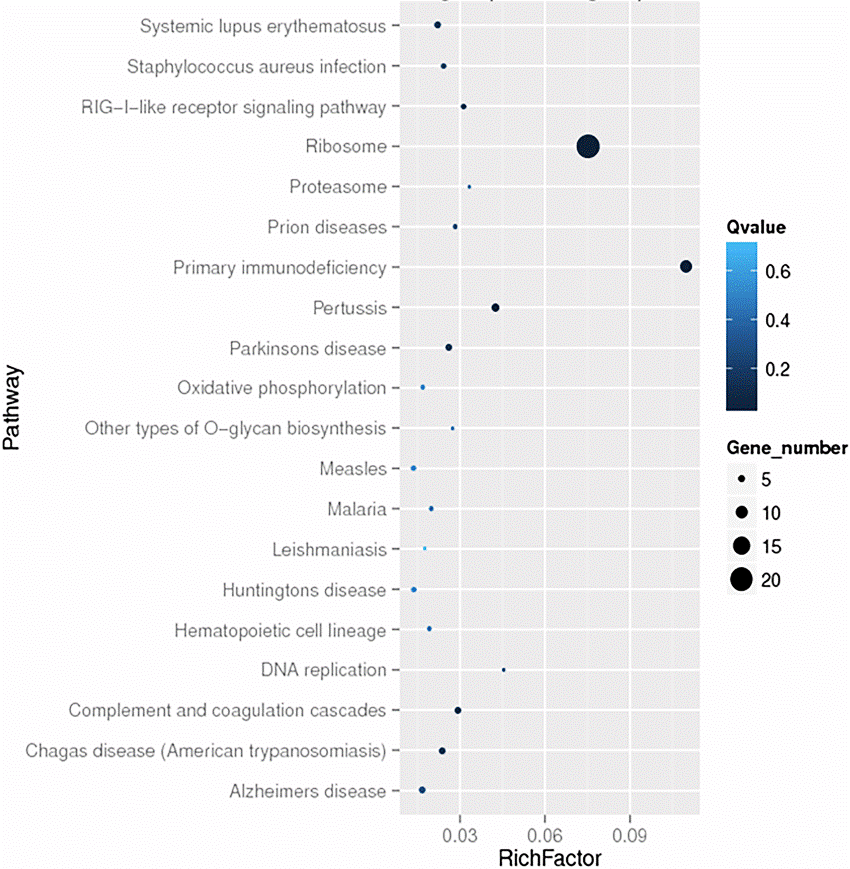 Systemic lupus erythematosus
Staphylococcus aureus infection
RIG−I−like receptor signaling pathway
Ribosome
Proteasome
Prion diseases
Primary immunodeficiency
Pertussis
Parkinsons disease
Oxidative phosphorylation
Other types of O−glycan biosynthesis
Measles
Malaria
Leishmaniasis
Huntingtons disease
Hematopoietic cell lineage
DNA replication
Complement and coagulation cascades
Chagas disease (American trypanosomiasis)
Alzheimers disease
Pathway
0.03 0.06 0.09
RichFactor
Qvalue
0.6
0.4
0.2
Gene_number
5
10
15
20